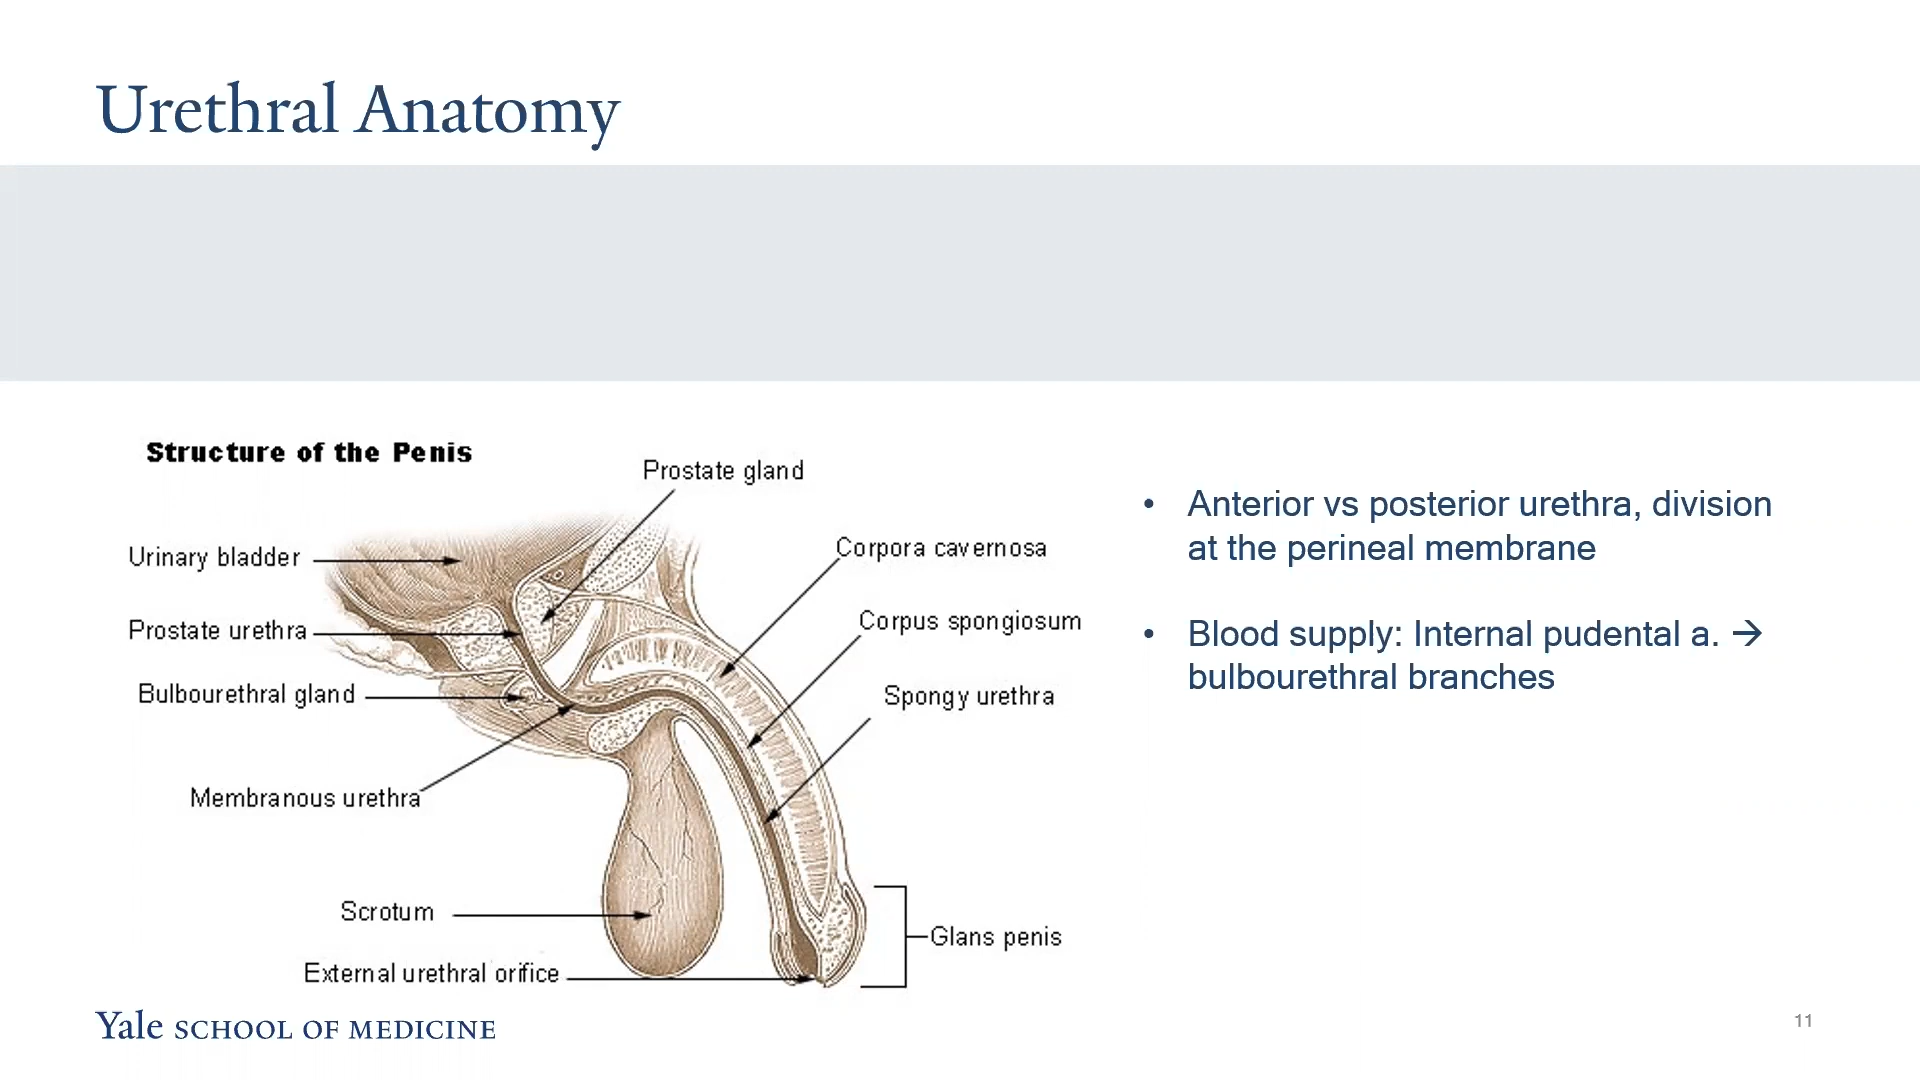 Urethral Anatomy
Structure of the Penis
Prostate gland
Urinary bladder
Corpora cavernosa
Prostate urethra
Corpus spongiosum
Bulbourethral gland
Spongy urethra
Membranous urethra
Scrotum
Glans penis
External urethral orifice
• Anterior vs posterior urethra, division
at the perineal membrane
• Blood supply: Internal pudental a. →
bulbourethral branches
Yale SCHOOL OF MEDICINE
11